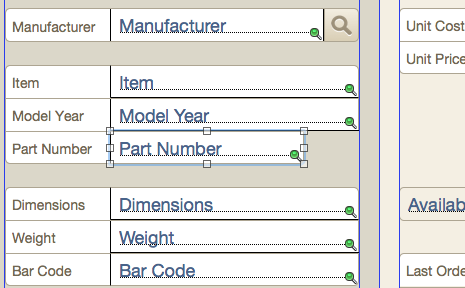 Manufacturer Manufacturer
Unit Cost
Unit Price
Item Item
Model Year Model Year
Part Number Part Number
Dimensions Dimensions
Weight Weight
Bar Code Bar Code
Availab
Last Orde